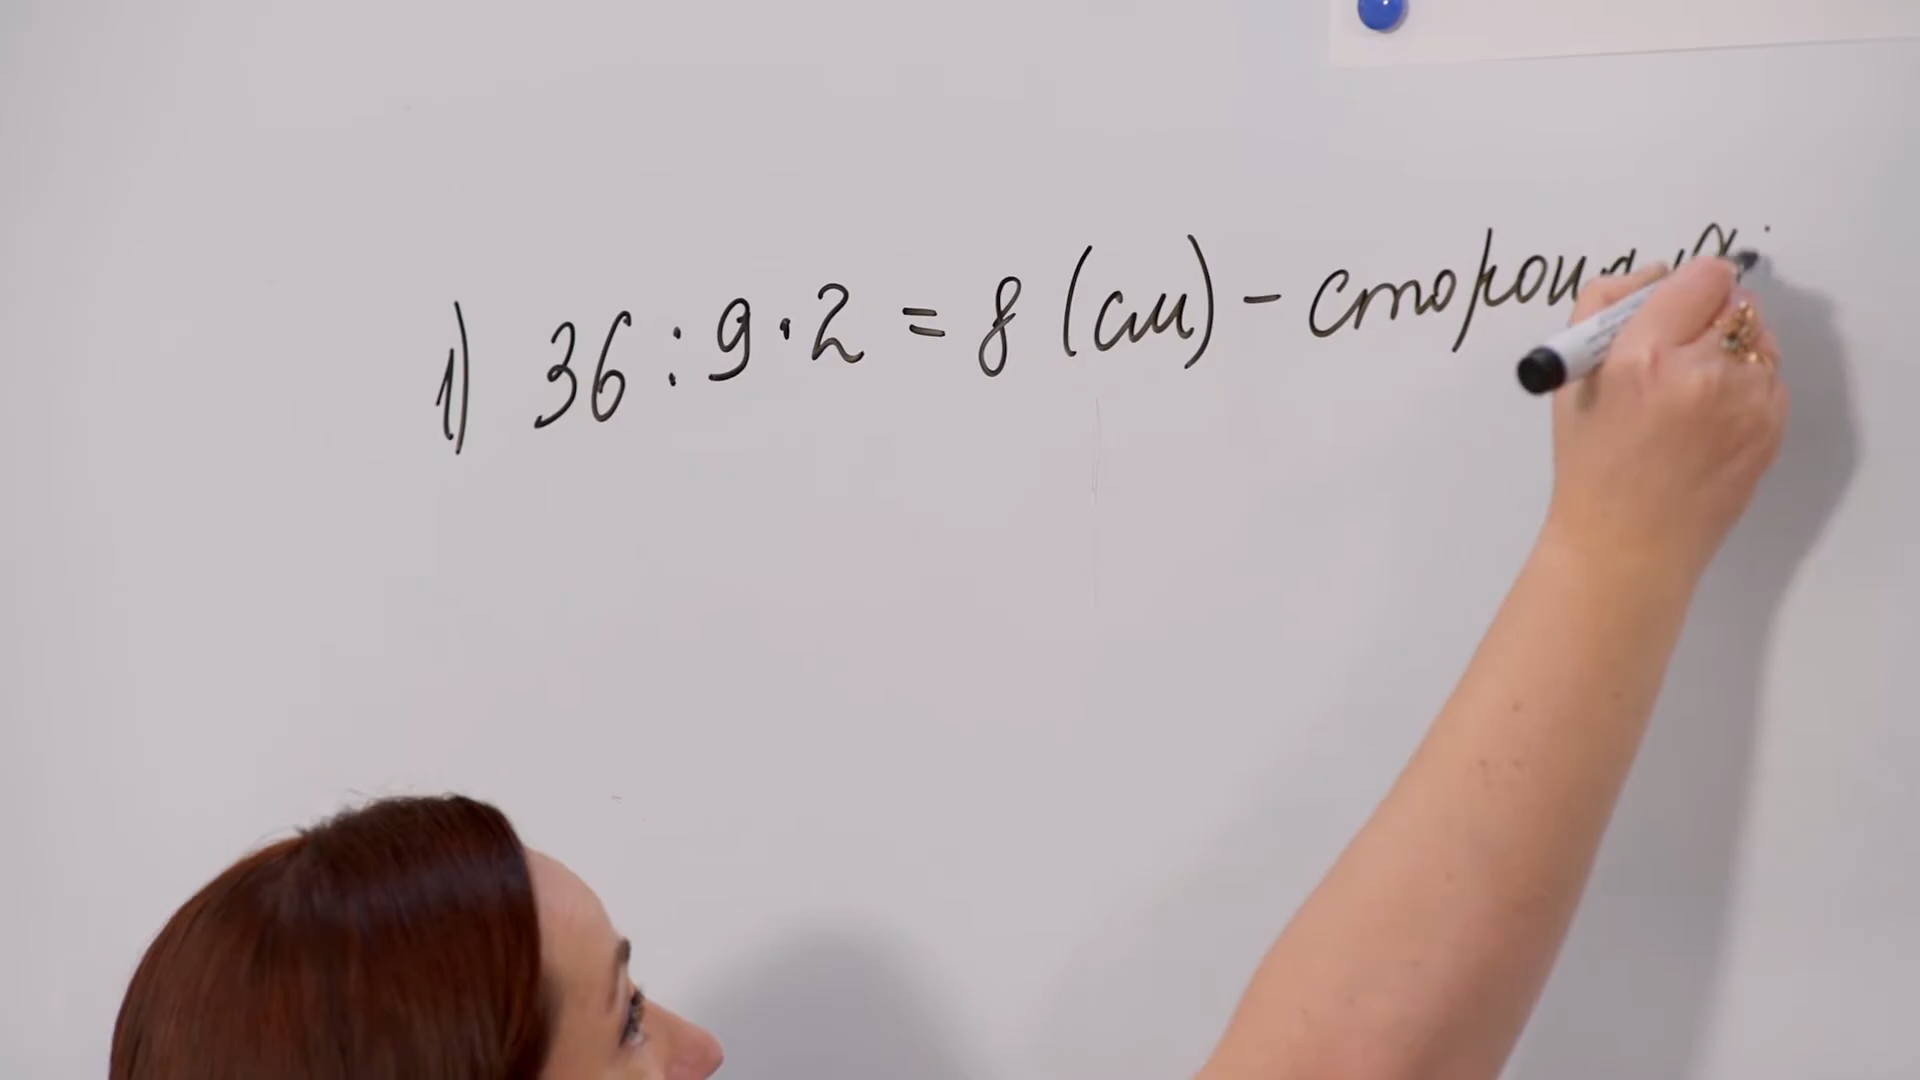 1) 36 : 9 · 2 = 8 (см) - сторона